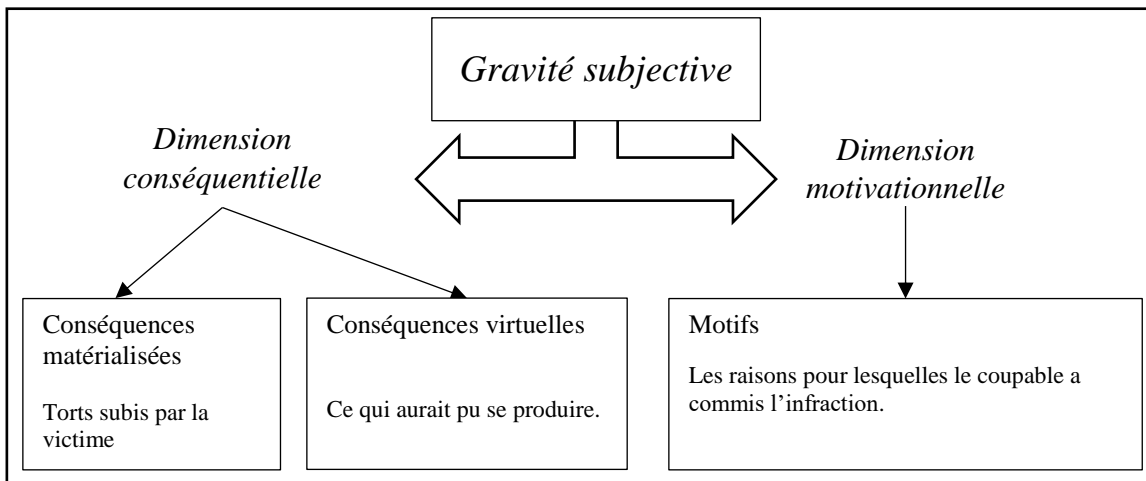 Gravité subjective
Dimension
conséquentielle
Dimension
motivationnelle
Conséquences
matérialisées
Torts subis par la
victime
Conséquences virtuelles
Ce qui aurait pu se produire.
Motifs
Les raisons pour lesquelles le coupable a
commis l’infraction.